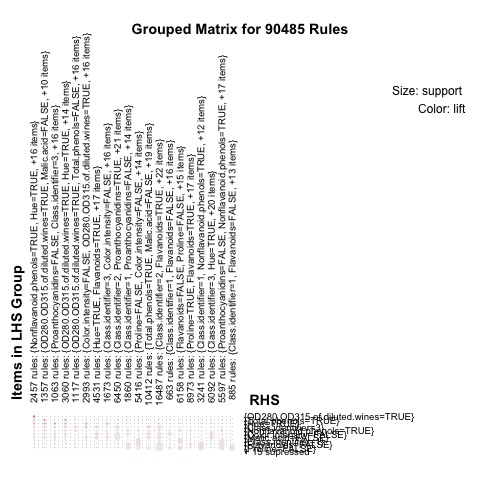 Grouped Matrix for 90485 Rules
Size: support
Color: lift
Items in LHS Group
2457 rules: {Nonflavanoid.phenols=TRUE, Hue=TRUE, +16 items}
1357 rules: {OD280.OD315.of.diluted.wines=TRUE, Malic.acid=FALSE, +10 items}
1063 rules: {Proanthocyanidins=FALSE, Class.identifier=3, +16 items}
3060 rules: {OD280.OD315.of.diluted.wines=TRUE, Hue=TRUE, +14 items}
1117 rules: {OD280.OD315.of.diluted.wines=TRUE, Total.phenols=FALSE, +16 items}
2993 rules: {Color.intensity=FALSE, OD280.OD315.of.diluted.wines=TRUE, +16 items}
4531 rules: {Hue=TRUE, Flavanoids=TRUE, +17 items}
1673 rules: {Class.identifier=3, Color.intensity=FALSE, +16 items}
6450 rules: {Class.identifier=2, Proanthocyanidins=TRUE, +21 items}
1860 rules: {Class.identifier=1, Proanthocyanidins=FALSE, +14 items}
5416 rules: {Proline=FALSE, Color.intensity=FALSE, +14 items}
10412 rules: {Total.phenols=TRUE, Malic.acid=FALSE, +19 items}
16487 rules: {Class.identifier=2, Flavanoids=TRUE, +22 items}
663 rules: {Class.identifier=1, Flavanoids=FALSE, +16 items}
6158 rules: {Flavanoids=FALSE, Proline=FALSE, +15 items}
8973 rules: {Proline=TRUE, Flavanoids=TRUE, +17 items}
3241 rules: {Class.identifier=1, Nonflavanoid.phenols=TRUE, +12 items}
6092 rules: {Class.identifier=3, Hue=TRUE, +20 items}
5597 rules: {Proanthocyanidins=FALSE, Nonflavanoid.phenols=TRUE, +17 items}
885 rules: {Class.identifier=1, Flavanoids=FALSE, +13 items}
RHS
{OD280.OD315.of.diluted.wines=TRUE}
{Nonflavanoid.phenols=TRUE}